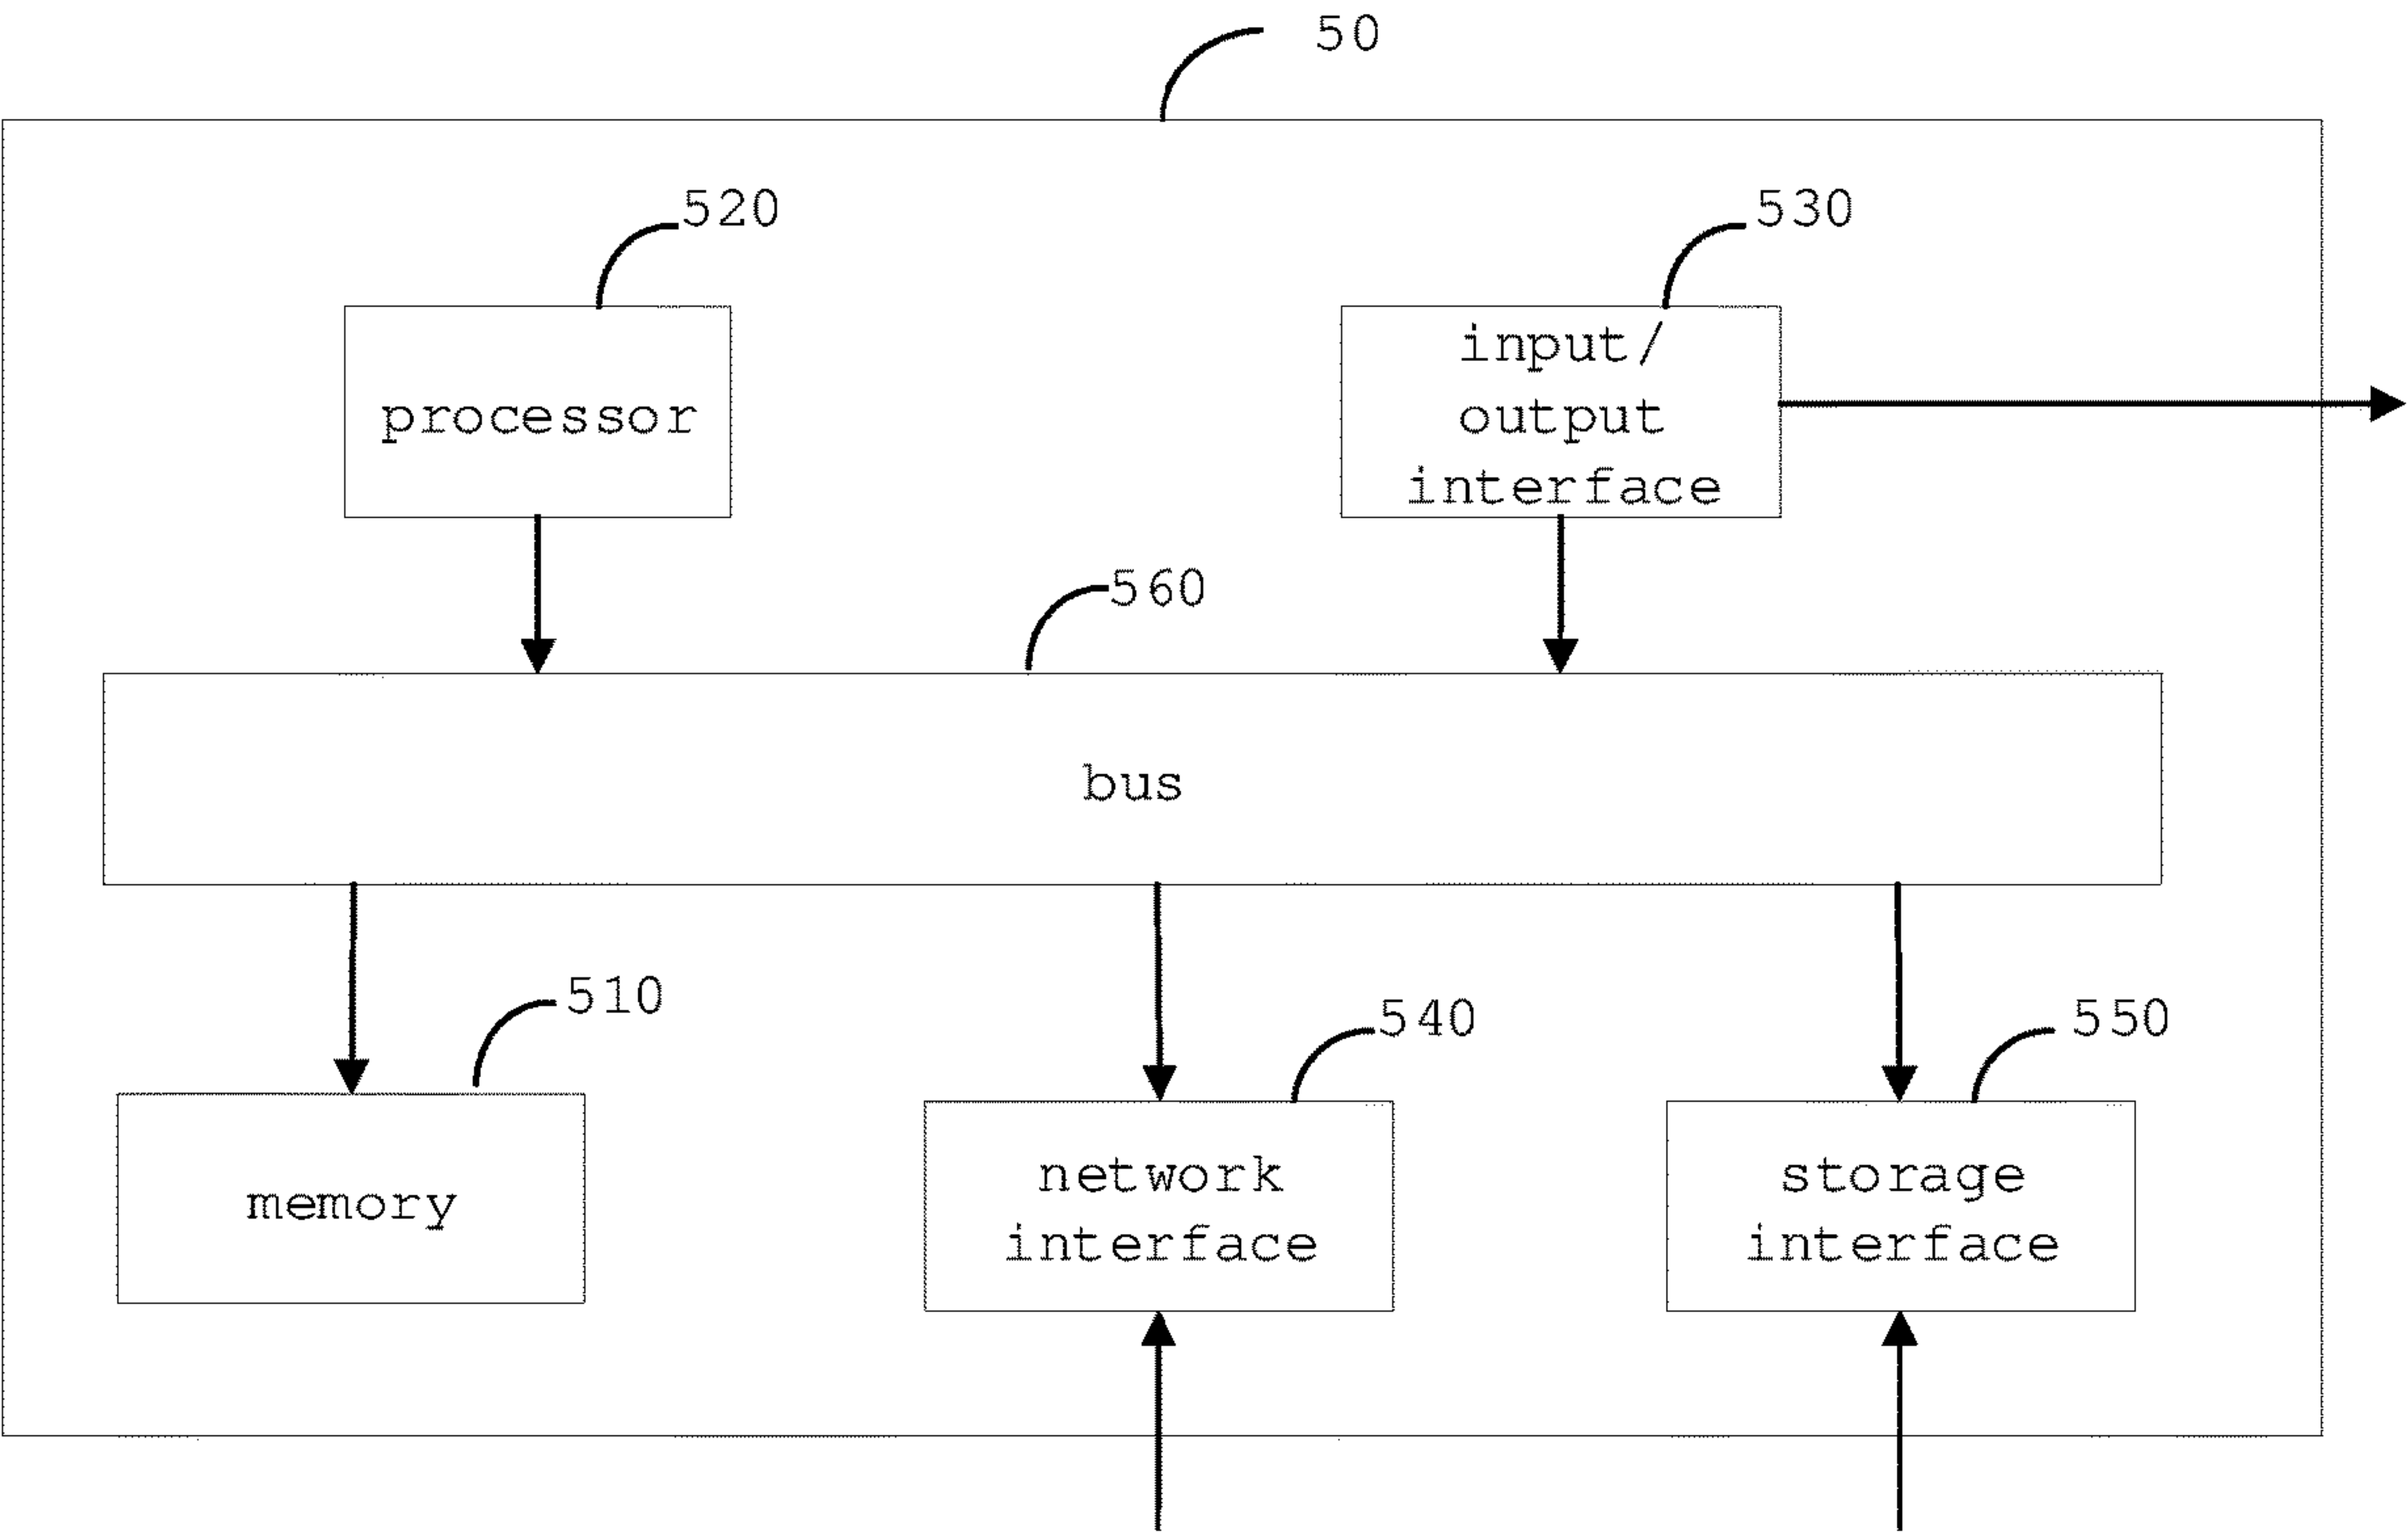 50
520
530
processor
input/
output
interface
560
bus
510
540
550
memory
network
interface
storage
interface